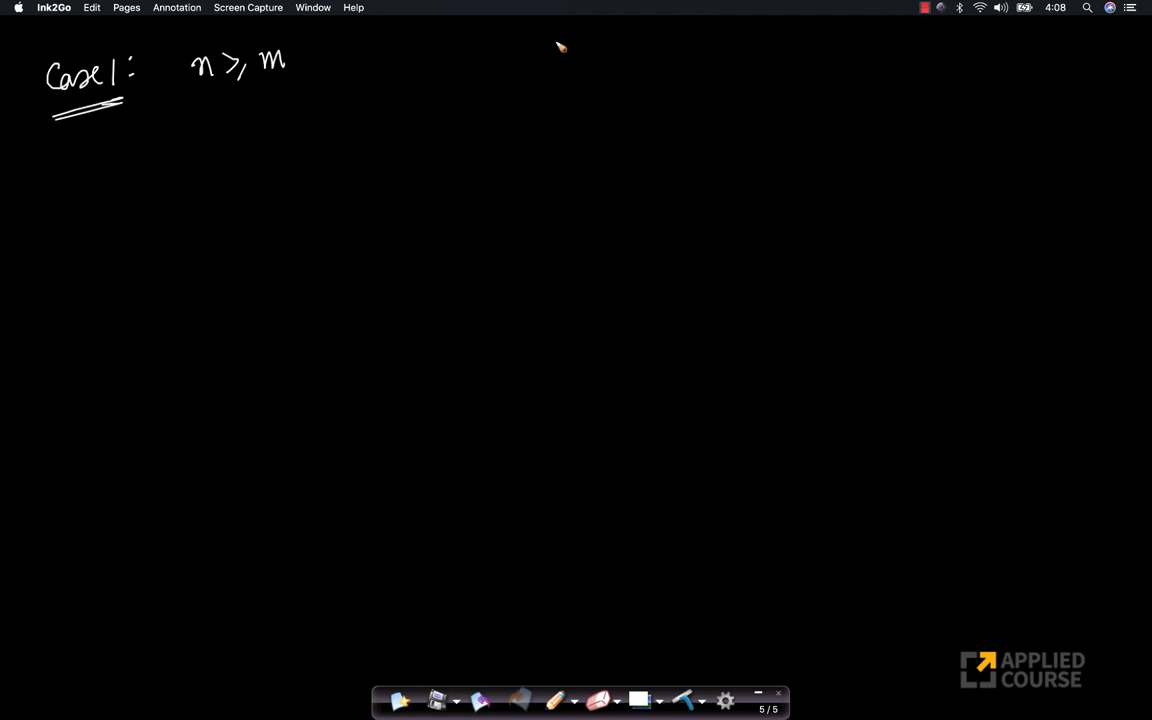 Ink2Go Edit Pages Annotation Screen Capture Window Help 4:08
Case 1: n ≥ m
APPLIED
COURSE
5 / 5